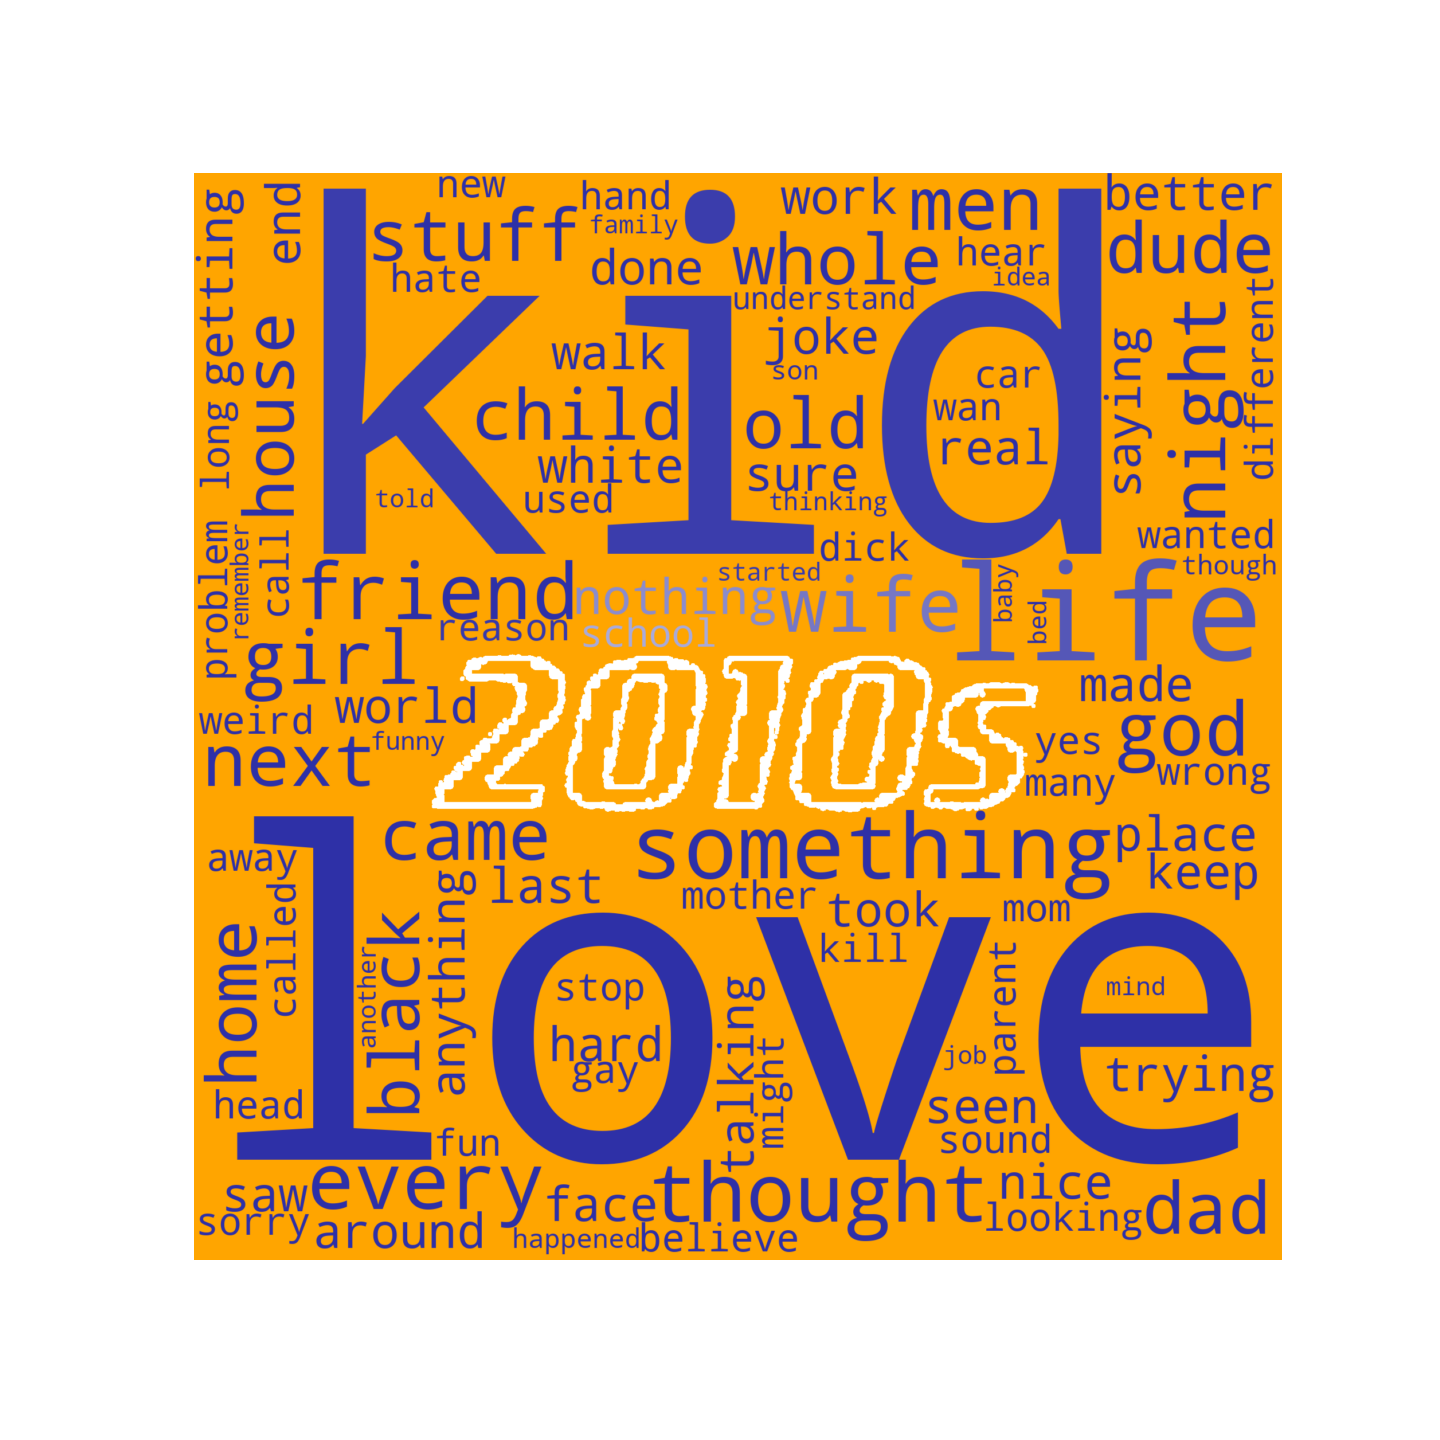 new
hand
work
men
better
family
stuff
kid
whole
hear
dude
getting
end
hate
done
idea
understand
joke
walk
son
car
saying
night
different
house
child
old
wan
real
long
white
sure
told
used
thinking
dick
wanted
problem
remember
call
friend
started
though
nothing
wife
life
baby
bed
reason
school
girl
2010s
made
weird
world
funny
yes
god
next
many
wrong
came
something
place
away
love
last
mother
took
mom
keep
called
home
another
black
anything
kill
stop
talking
parent
mind
hard
gay
might
job
trying
head
seen
fun
sound
saw
every
face
thought
nice
looking
dad
sorry
around
happened
believe